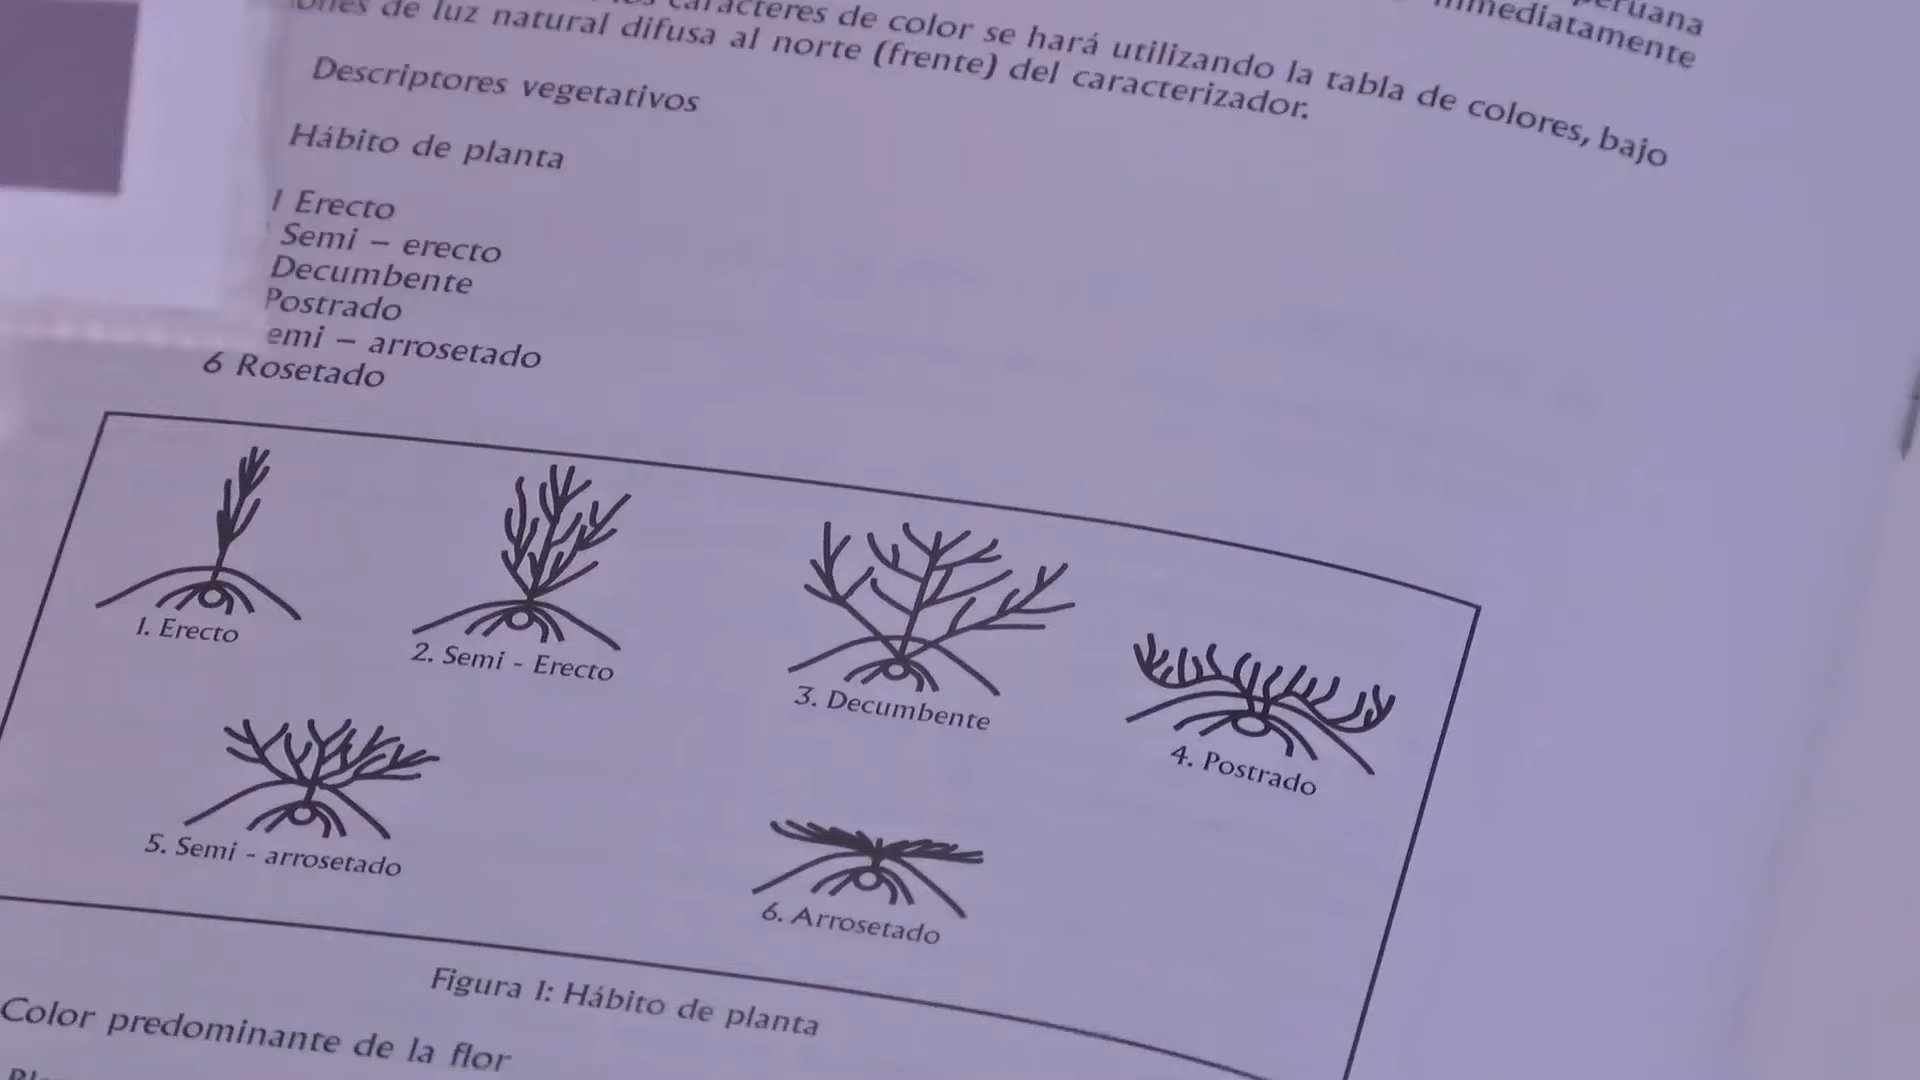 peruana
inmediatamente
caracteres de color se hará utilizando la tabla de colores, bajo
de luz natural difusa al norte (frente) del caracterizador.
Descriptores vegetativos
Hábito de planta
1 Erecto
Semi – erecto
Decumbente
Postrado
emi – arrosetado
6 Rosetado
1. Erecto
2. Semi - Erecto
3. Decumbente
4. Postrado
5. Semi - arrosetado
6. Arrosetado
Figura 1: Hábito de planta
Color predominante de la flor